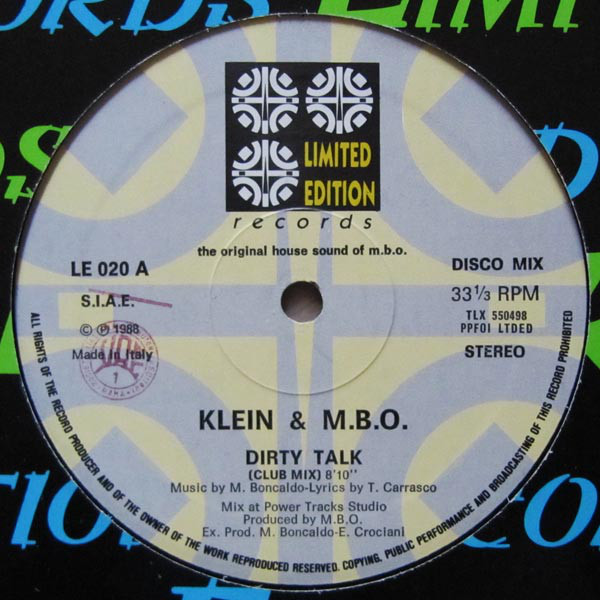 LIMITED
EDITION
records
the original house sound of m.b.o.
LE 020 A
S.I.A.E.
© ℗ 1988
Made in Italy
DISCO MIX
33 1/3 RPM
TLX 550498
PPFOI LTDED
STEREO
KLEIN & M.B.O.
DIRTY TALK
(CLUB MIX) 8'10''
Music by M. Boncaldo-Lyrics by T. Carrasco
Mix at Power Tracks Studio
Produced by M.B.O.
Ex. Prod. M. Boncaldo-E. Crociani
ALL RIGHTS OF THE RECORD PRODUCER AND OF THE OWNER OF THE WORK REPRODUCED RESERVED. COPYING, PUBLIC PERFORMANCE AND BROADCASTING OF THIS RECORD PROHIBITED